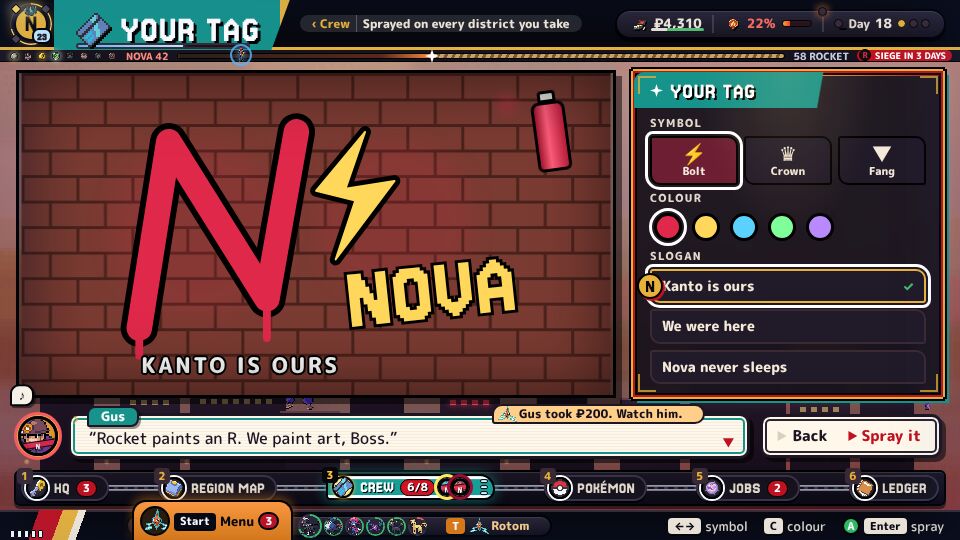 N
23
YOUR TAG
‹ Crew
Sprayed on every district you take
₽4,310
22%
Day 18
NOVA 42
58 ROCKET
R
SIEGE IN 3 DAYS
N
NOVA
KANTO IS OURS
YOUR TAG
SYMBOL
Bolt
Crown
Fang
COLOUR
SLOGAN
N
Kanto is ours
We were here
Nova never sleeps
Gus
Gus took ₽200. Watch him.
“Rocket paints an R. We paint art, Boss.”
Back
Spray it
1
HQ
3
2
REGION MAP
3
CREW
6/8
4
POKÉMON
5
JOBS
2
6
LEDGER
Start
Menu
3
T
Rotom
symbol
C
colour
A
Enter
spray